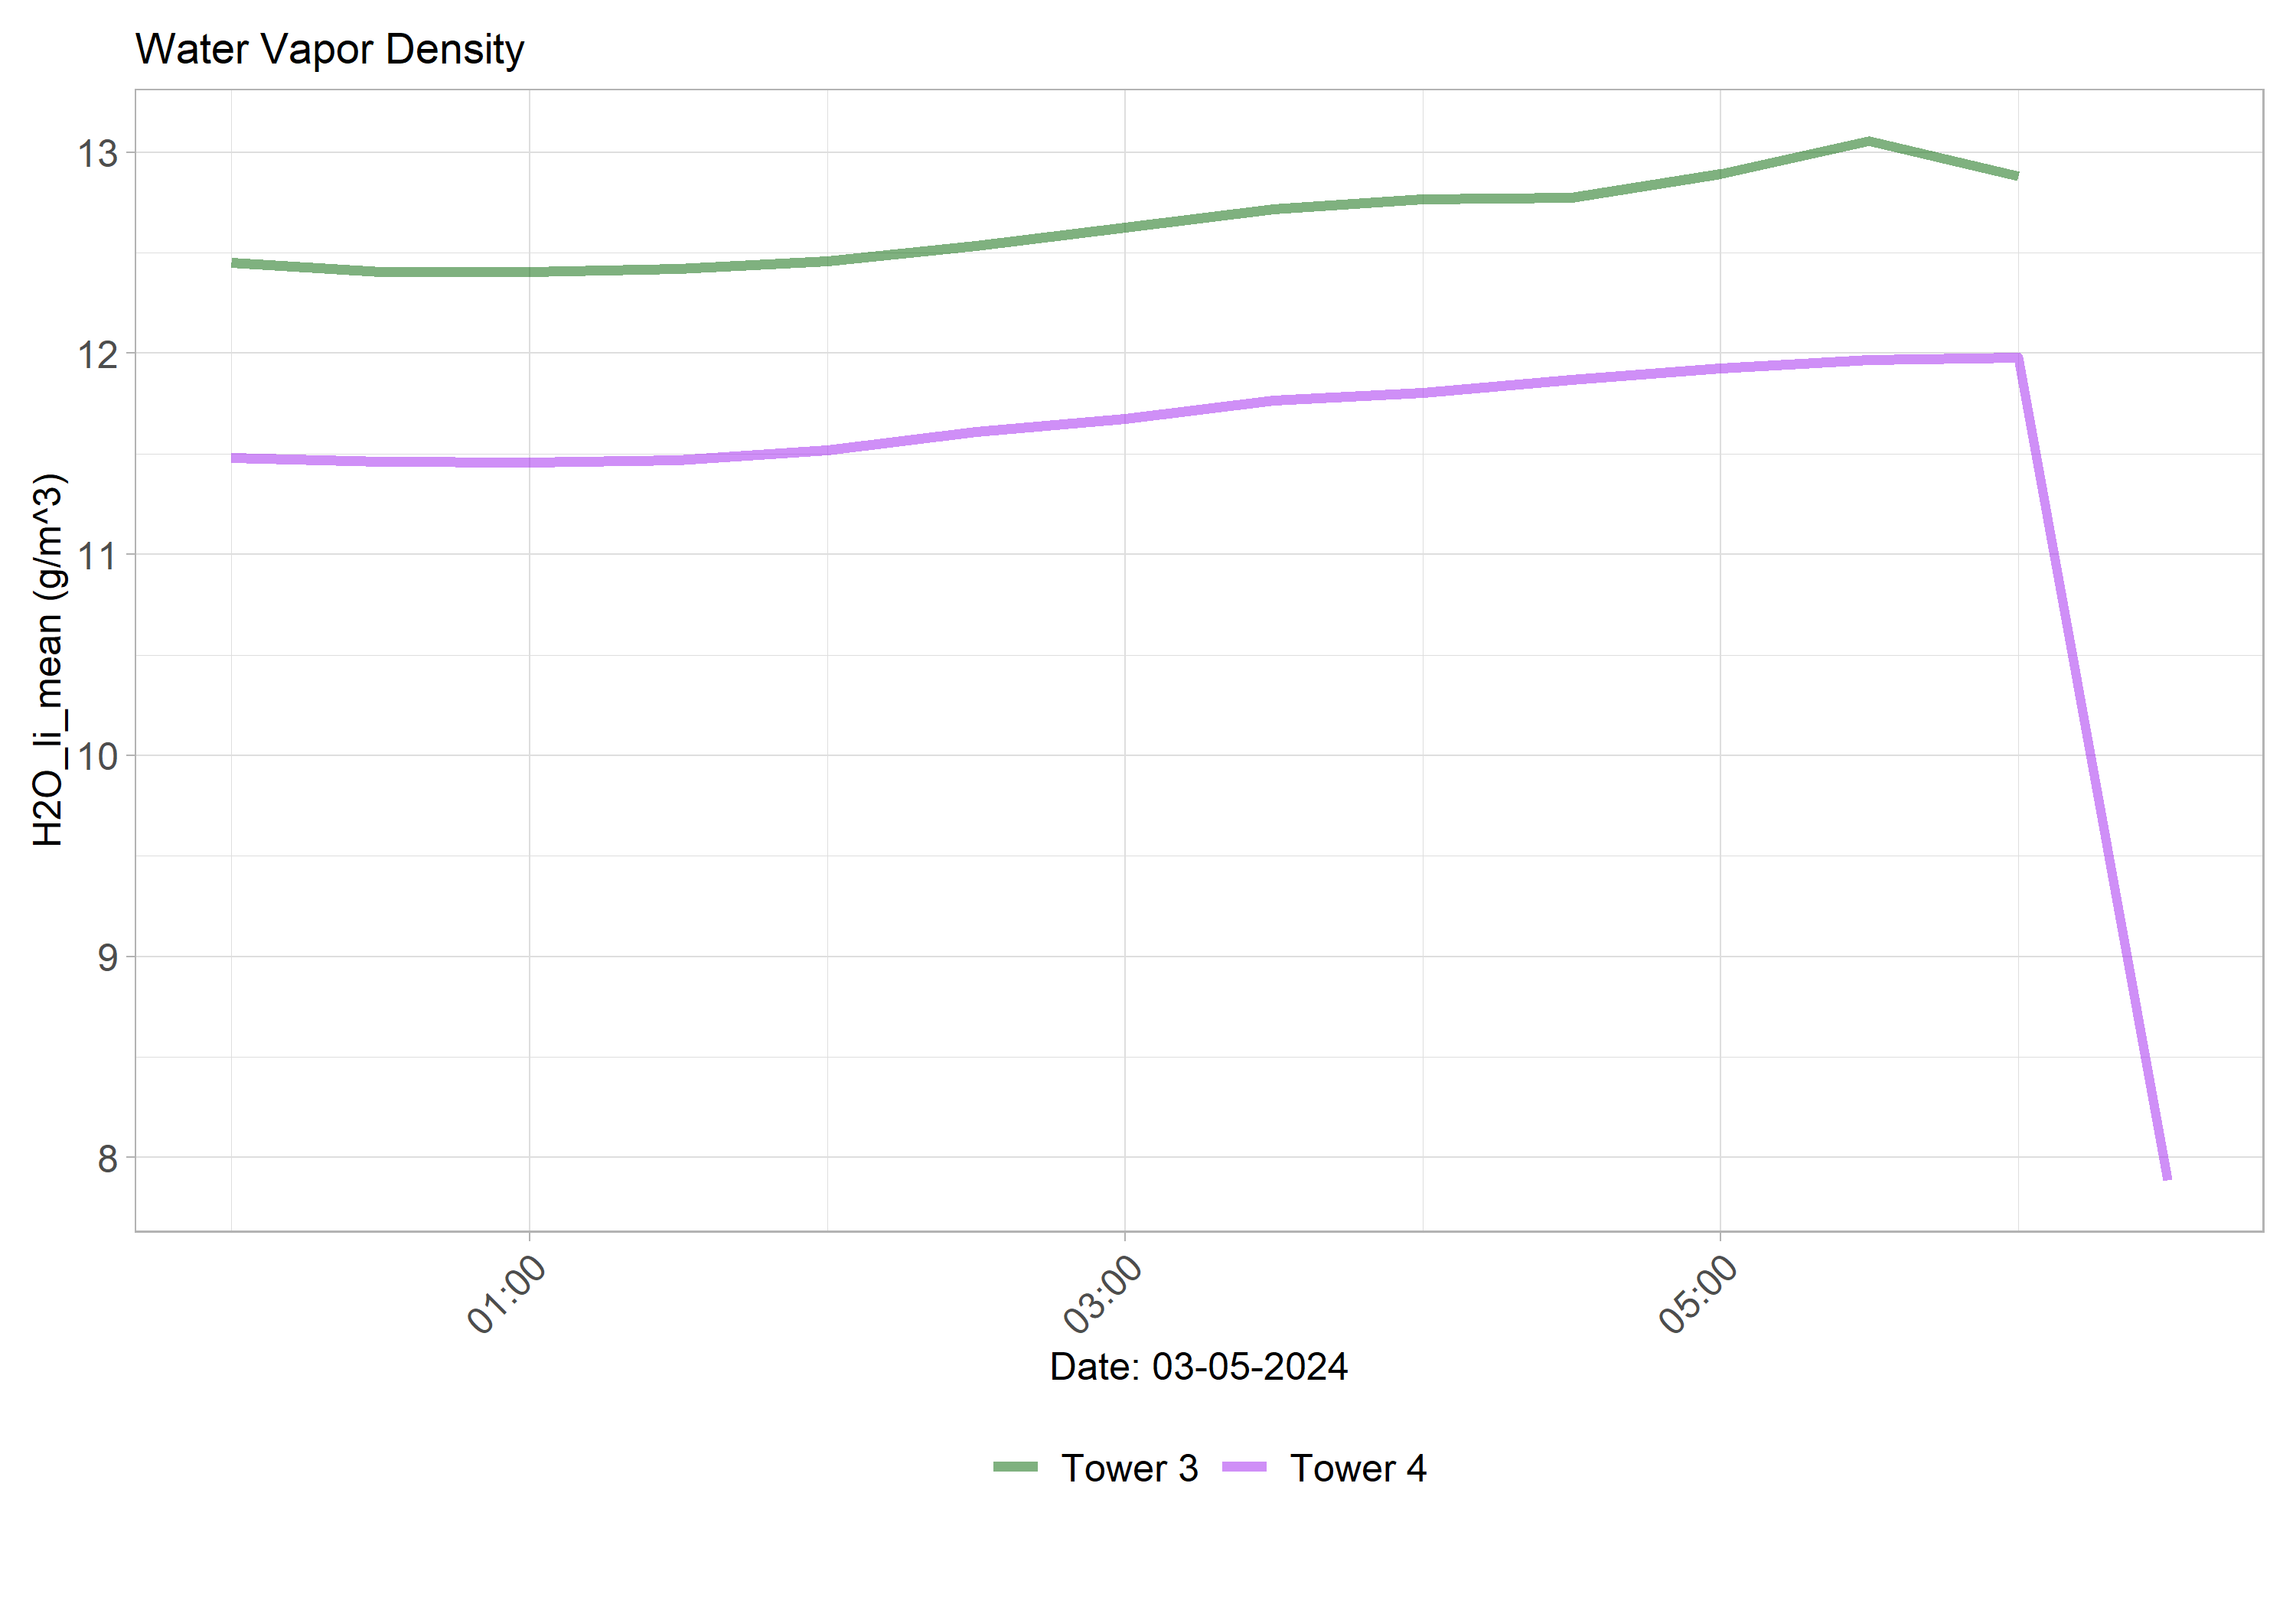 Water Vapor Density
H2O_li_mean (g/m^3)
13
12
11
10
9
8
01:00
03:00
05:00
Date: 03-05-2024
Tower 3
Tower 4